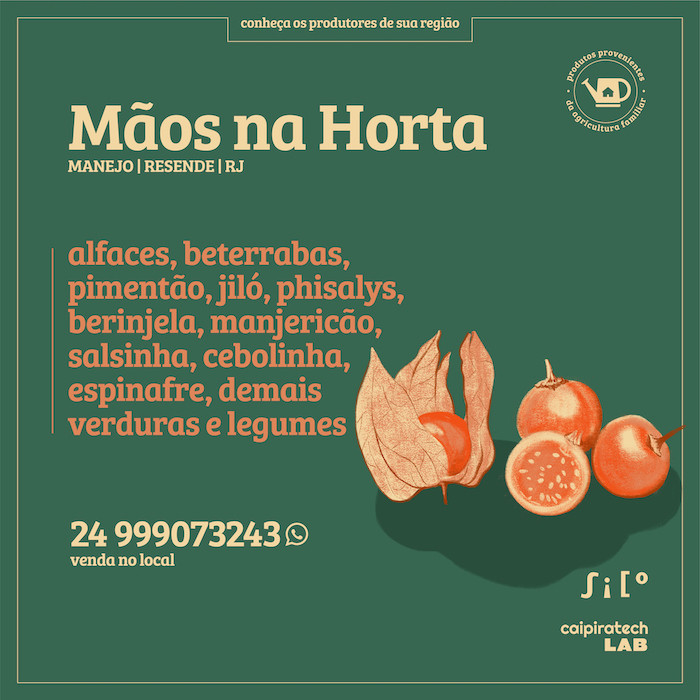 conheça os produtores de sua região
produtos provenientes
da agricultura familiar
Mãos na Horta
MANEJO | RESENDE | RJ
alfaces, beterrabas,
pimentão, jiló, phisalys,
berinjela, manjericão,
salsinha, cebolinha,
espinafre, demais
verduras e legumes
24 999073243
venda no local
silo
caipiratech
LAB